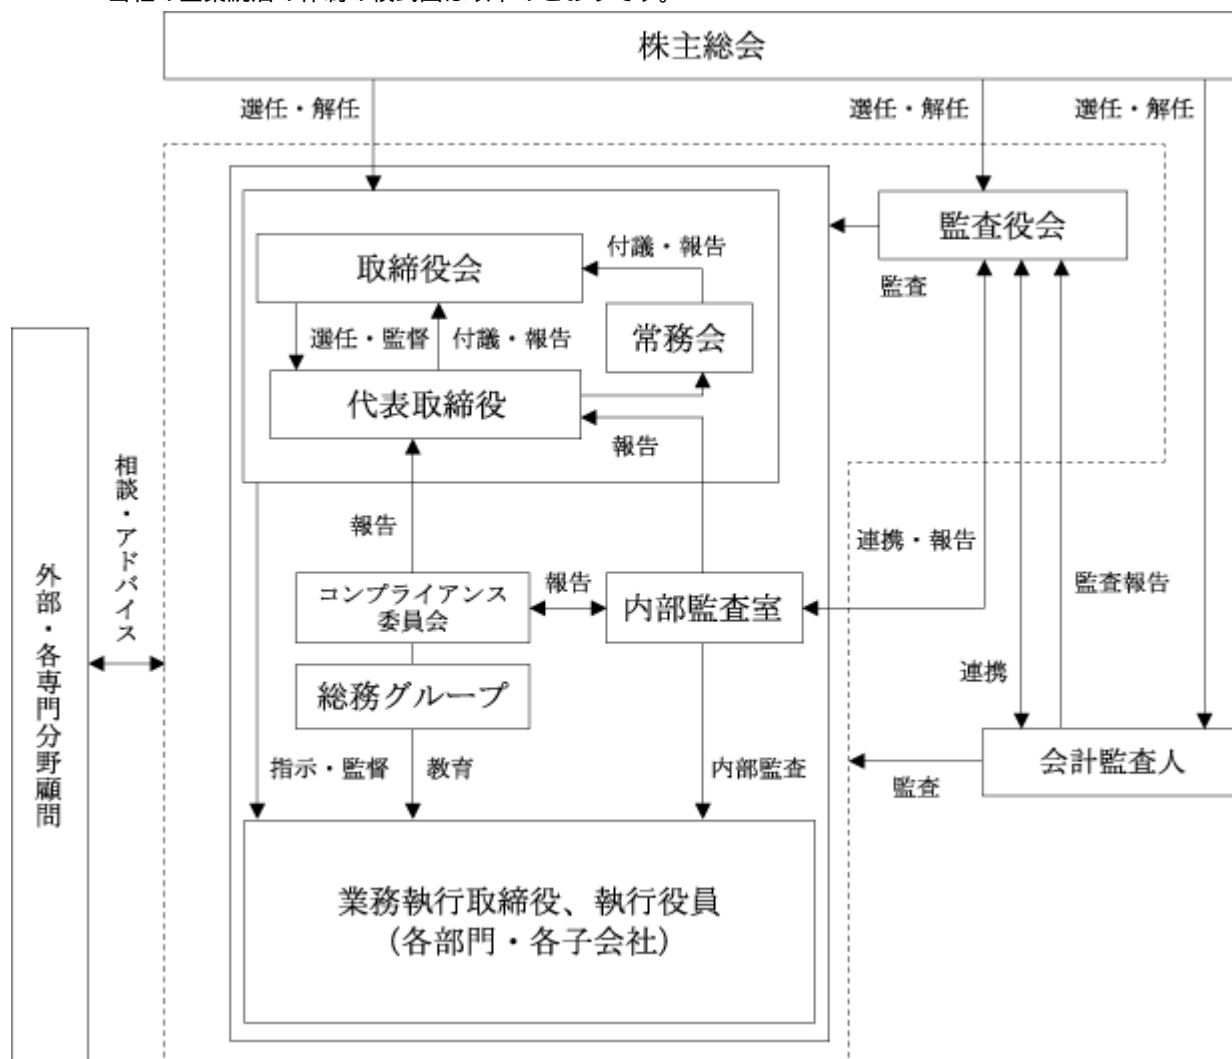 株主総会
選任・解任
選任・解任
選任・解任
監査役会
取締役会
付議・報告
監査
選任・監督
付議・報告
常務会
代表取締役
報告
相談・アドバイス
報告
連携・報告
監査報告
外部・各専門分野顧問
コンプライアンス
委員会
報告
内部監査室
総務グループ
連携
指示・監督
教育
内部監査
監査
会計監査人
業務執行取締役、執行役員
（各部門・各子会社）